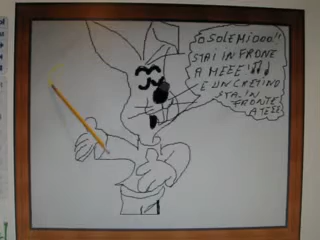 O SOLE MIOOO!!
STAI IN FRONE
A MEEE!
E UN CRETINO
STA IN
FRONTE
A TEEE